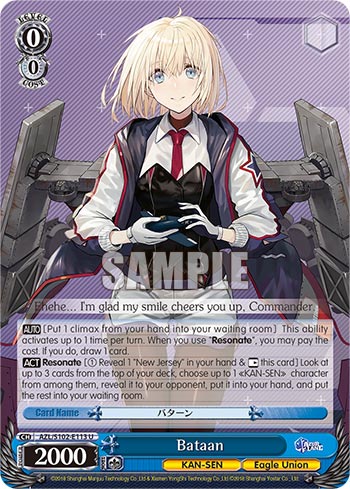 LEVEL
0
0
COST
SAMPLE
Ehehe... I'm glad my smile cheers you up, Commander.
AUTO [Put 1 climax from your hand into your waiting room] This ability
activates up to 1 time per turn. When you use "Resonate", you may pay
the cost. If you do, draw 1 card.
ACT Resonate [① Reveal 1 "New Jersey" in your hand & this card] Look at
up to 3 cards from the top of your deck, choose up to 1 «KAN-SEN» character
from among them, reveal it to your opponent, put it into your hand, and put
the rest into your waiting room.
Card Name
バターン
CH
AZL/S102-E113 U
Bataan
POWER
2000
KAN-SEN
Eagle Union